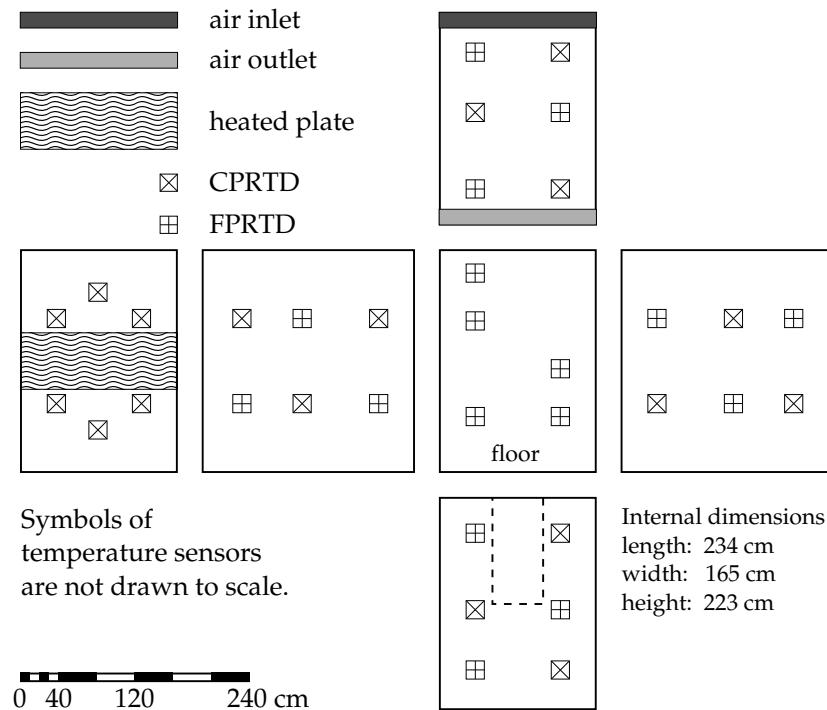 air inlet
air outlet
heated plate
CPRTD
FPRTD
floor
Symbols of
temperature sensors
are not drawn to scale.
Internal dimensions
length: 234 cm
width: 165 cm
height: 223 cm
0 40 120 240 cm